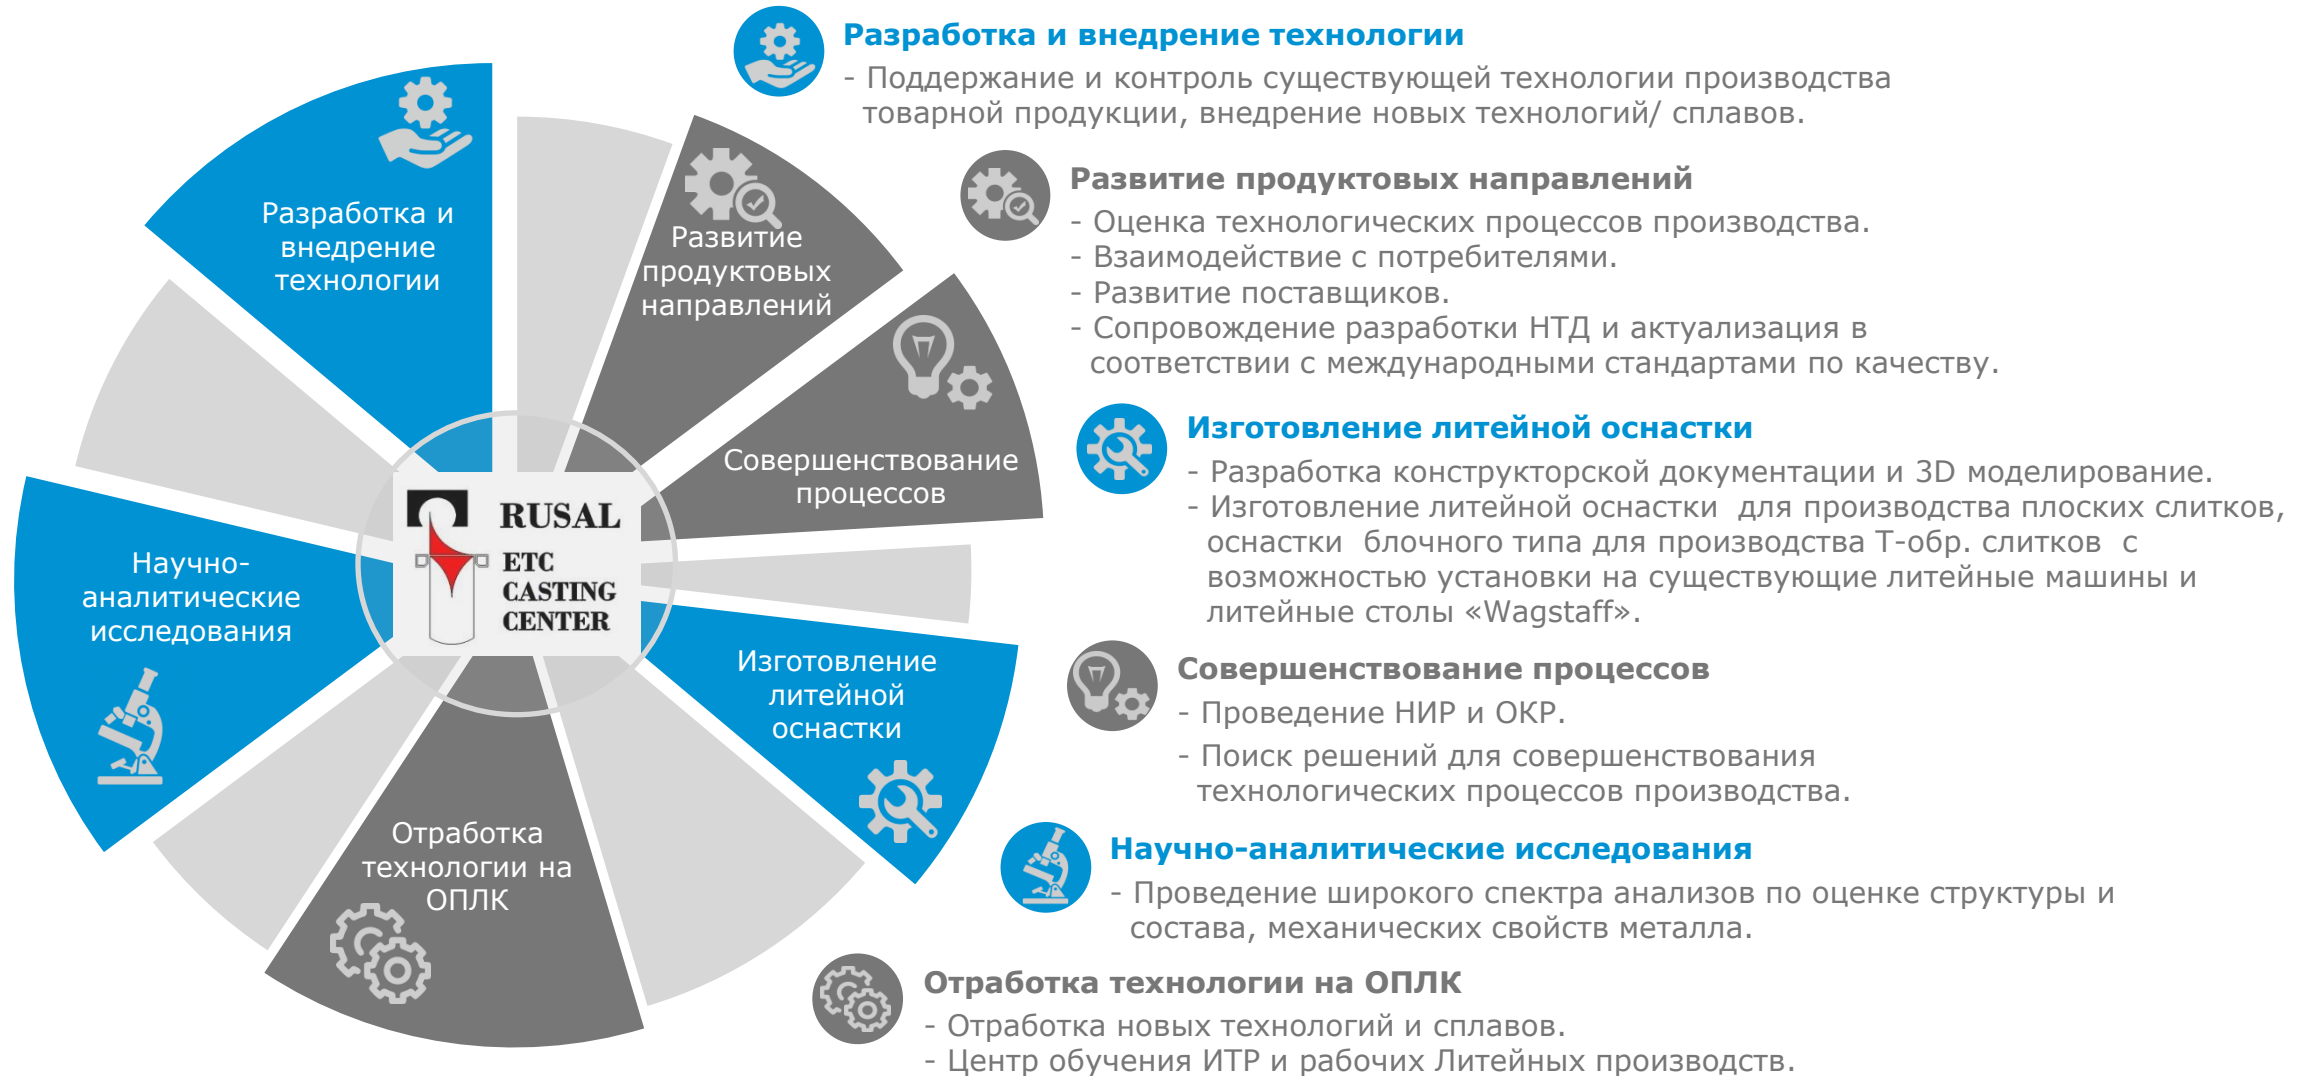 Разработка и
внедрение
технологии
Развитие
продуктовых
направлений
Совершенствование
процессов
Научно-
аналитические
исследования
RUSAL
ETC
CASTING
CENTER
Изготовление
литейной
оснастки
Отработка
технологии на
ОПЛК
Разработка и внедрение технологии
- Поддержание и контроль существующей технологии производства
товарной продукции, внедрение новых технологий/ сплавов.
Развитие продуктовых направлений
- Оценка технологических процессов производства.
- Взаимодействие с потребителями.
- Развитие поставщиков.
- Сопровождение разработки НТД и актуализация в
соответствии с международными стандартами по качеству.
Изготовление литейной оснастки
- Разработка конструкторской документации и 3D моделирование.
- Изготовление литейной оснастки для производства плоских слитков,
оснастки блочного типа для производства Т-обр. слитков с
возможностью установки на существующие литейные машины и
литейные столы «Wagstaff».
Совершенствование процессов
- Проведение НИР и ОКР.
- Поиск решений для совершенствования
технологических процессов производства.
Научно-аналитические исследования
- Проведение широкого спектра анализов по оценке структуры и
состава, механических свойств металла.
Отработка технологии на ОПЛК
- Отработка новых технологий и сплавов.
- Центр обучения ИТР и рабочих Литейных производств.